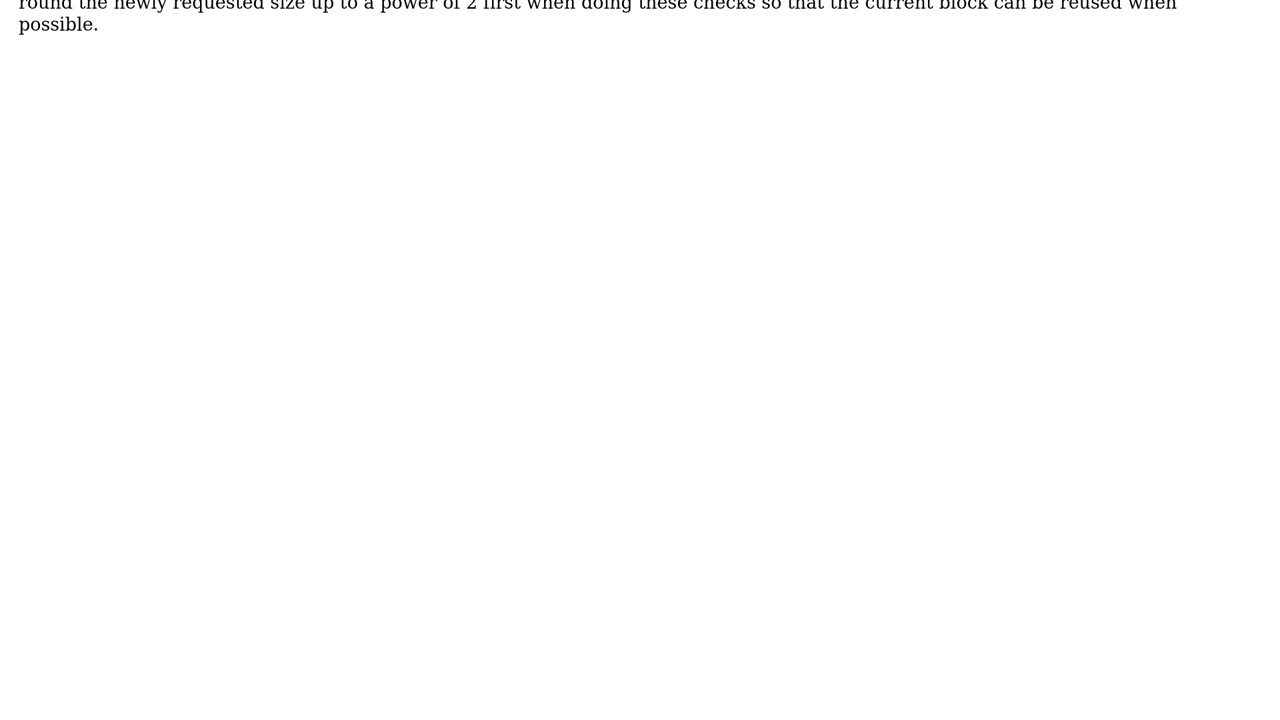 round the newly requested size up to a power of 2 first when doing these checks so that the current block can be reused when
possible.